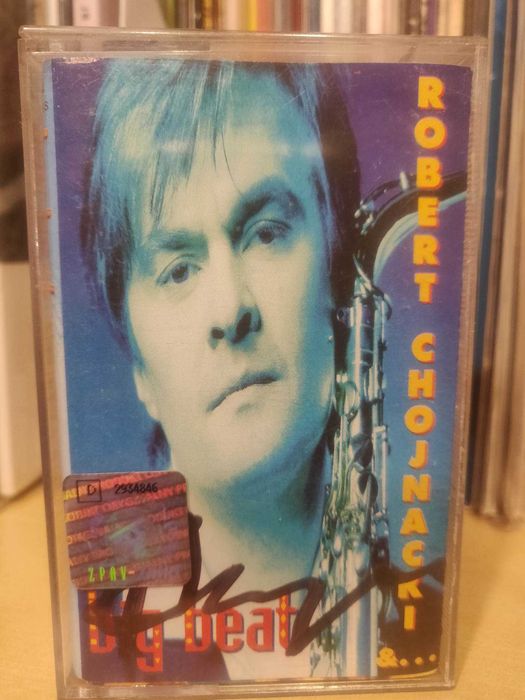 ROBERT CHOJNACKI
&...
D 2934846
ZPAV
big beat